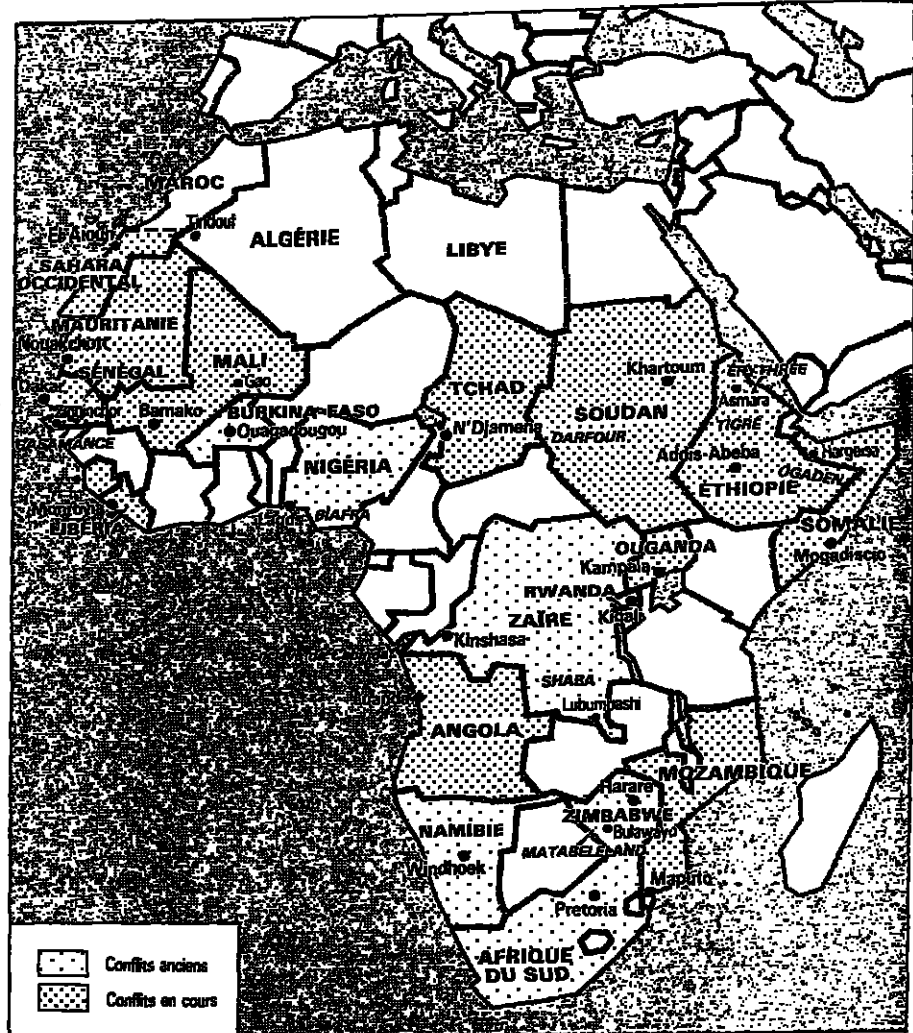 MAROC
El-Aioun
Tindouf
ALGÉRIE
LIBYE
SAHARA
OCCIDENTAL
MAURITANIE
Nouakchott
SÉNÉGAL
MALI
Gao
Dakar
Ziguinchor
Bamako
CASAMANCE
BURKINA-FASO
Ouagadougou
TCHAD
N'Djamena
NIGÉRIA
BIAFRA
Lagos
Monrovia
LIBÉRIA
Khartoum
SOUDAN
DARFOUR
ÉRYTHRÉE
Asmara
TIGRÉ
Addis-Abeba
ÉTHIOPIE
Hargeisa
OGADEN
SOMALIE
Mogadiscio
OUGANDA
Kampala
RWANDA
Kigali
ZAÏRE
Kinshasa
SHABA
Lubumbashi
ANGOLA
MOZAMBIQUE
Harare
ZIMBABWE
Bulawayo
MATABELELAND
NAMIBIE
Windhoek
Maputo
Pretoria
AFRIQUE
DU SUD
Conflits anciens
Conflits en cours